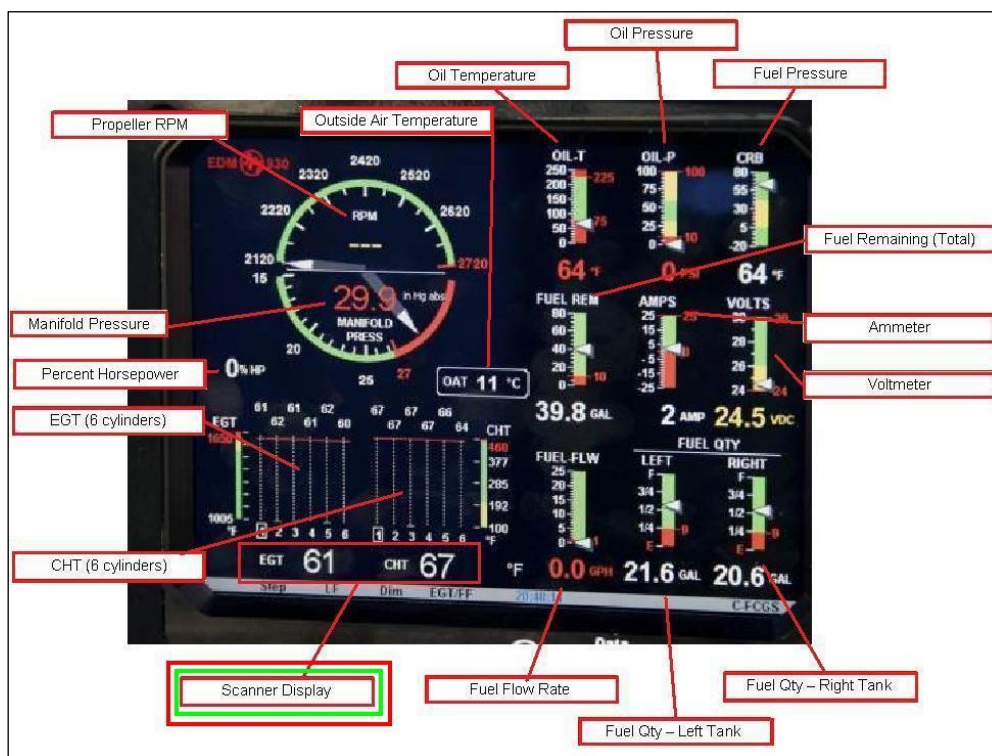 Oil Pressure
Oil Temperature
Fuel Pressure
Propeller RPM
Outside Air Temperature
EDM 930
OIL-T
OIL-P
CRB
2420
2320
2520
2220
2620
RPM
---
2120
2720
250
200
150
100
50
0
225
75
100
75
50
25
0
100
10
80
55
30
5
-20
64 °F
0 PSI
64 °F
Fuel Remaining (Total)
15
29.9 in Hg abs
MANIFOLD
PRESS
20
25
27
Manifold Pressure
Percent Horsepower
0% HP
OAT 11 °C
FUEL REM
AMPS
VOLTS
80
60
40
20
0
10
25
15
5
-5
-15
-25
25
0
30
28
26
24
30
24
Ammeter
Voltmeter
39.8 GAL
2 AMP
24.5 VDC
EGT (6 cylinders)
61 61 62
62 61 60
67 67 66
67 67 64
EGT
1650
1005
°F
1 2 3 4 5 6
CHT
460
377
285
192
100
°F
1 2 3 4 5 6
FUEL-FLW
FUEL QTY
LEFT
RIGHT
25
20
15
10
5
0
1
F
3/4
1/2
1/4
E
9
F
3/4
1/2
1/4
E
9
CHT (6 cylinders)
EGT 61 CHT 67 °F
0.0 GPH
21.6 GAL
20.6 GAL
Step LF Dim EGT/FF
C-FCGS
Scanner Display
Fuel Flow Rate
Fuel Qty – Right Tank
Fuel Qty – Left Tank